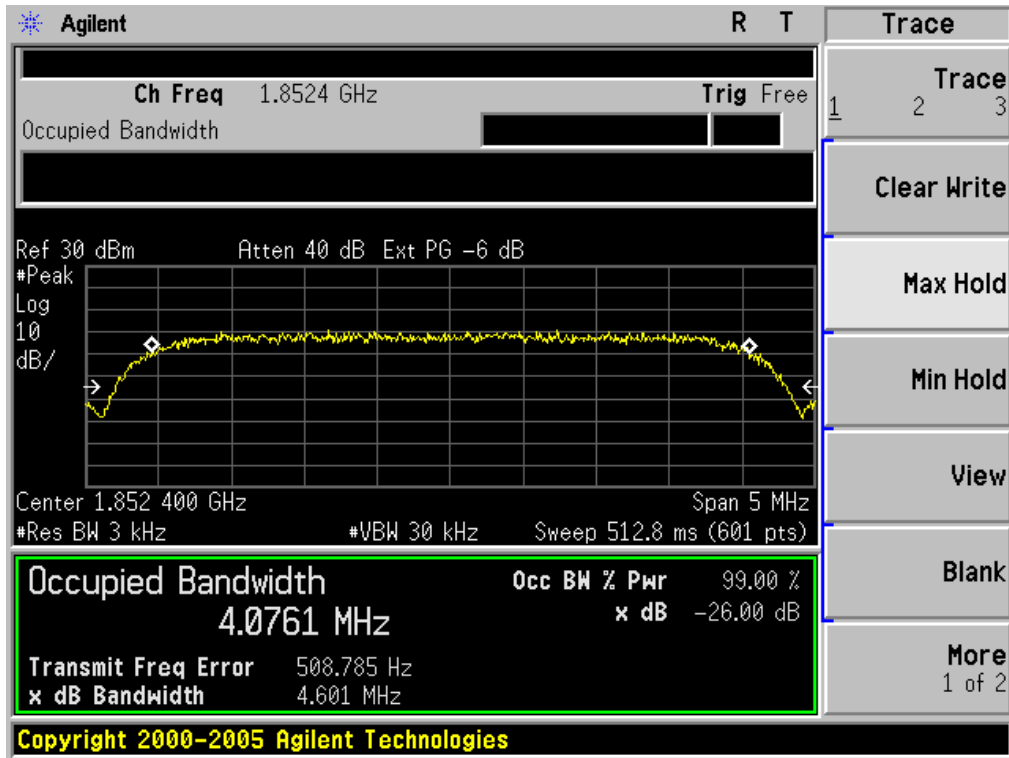 Agilent
R T
Ch Freq 1.8524 GHz
Trig Free
Occupied Bandwidth
Ref 30 dBm Atten 40 dB Ext PG -6 dB
#Peak
Log
10
dB/
Center 1.852 400 GHz Span 5 MHz
#Res BW 3 kHz #VBW 30 kHz Sweep 512.8 ms (601 pts)
Occupied Bandwidth
4.0761 MHz
Occ BW % Pwr 99.00 %
x dB -26.00 dB
Transmit Freq Error 508.785 Hz
x dB Bandwidth 4.601 MHz
Copyright 2000-2005 Agilent Technologies
Trace
Trace
1 2 3
Clear Write
Max Hold
Min Hold
View
Blank
More
1 of 2